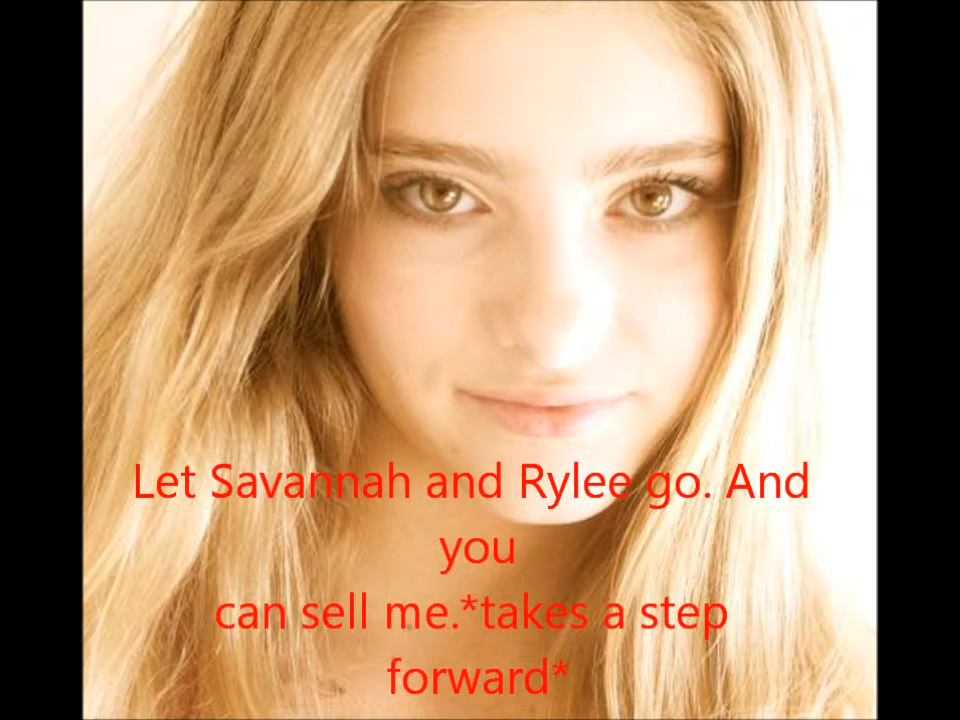 Let Savannah and Rylee go. And
you
can sell me.*takes a step
forward*